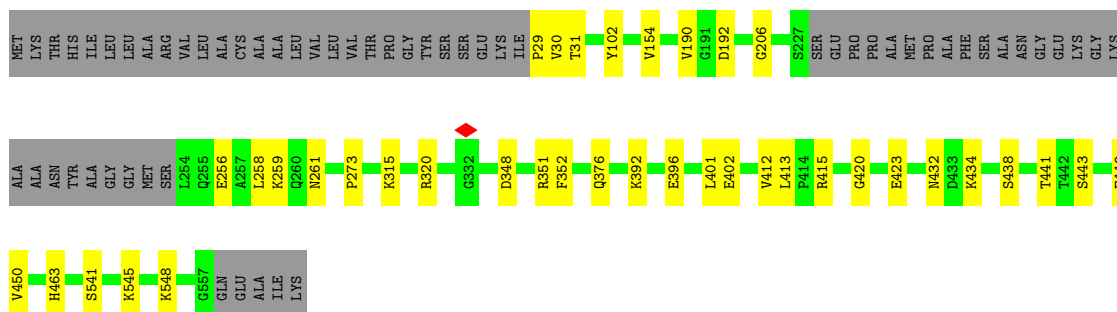 MET LYS THR HIS ILE LEU LEU ALA ARG VAL LEU ALA CYS ALA ALA LEU VAL LEU VAL THR PRO GLY TYR SER SER GLU LYS ILE P29 V30 T31 Y102 V154 V190 G191 D192 G206 S227 SER GLU PRO PRO ALA MET PRO ALA PHE SER ALA ASN GLY GLU LYS GLY LYS
ALA ALA ASN TYR ALA GLY GLY MET SER L254 Q255 E256 A257 L258 K259 Q260 N261 P273 K315 R320 G332 D348 R351 F352 Q376 K392 E396 L401 E402 V412 L413 P414 R415 G420 E423 N432 D433 K434 S438 T441 T442 S443
V450 H463 S541 K545 K548 G557 GLN GLU ALA ILE LYS